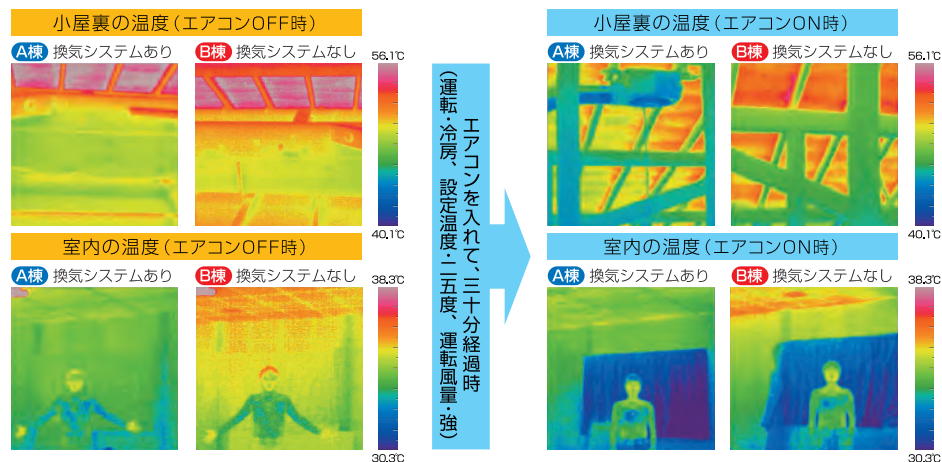 小屋裏の温度（エアコンOFF時）
A棟 換気システムあり
B棟 換気システムなし
56.1℃
40.1℃
室内の温度（エアコンOFF時）
A棟 換気システムあり
B棟 換気システムなし
38.3℃
30.3℃
エアコンを入れて、三十分経過時
（運転・冷房、設定温度・二五度、運転風量・強）
小屋裏の温度（エアコンON時）
A棟 換気システムあり
B棟 換気システムなし
56.1℃
40.1℃
室内の温度（エアコンON時）
A棟 換気システムあり
B棟 換気システムなし
38.3℃
30.3℃